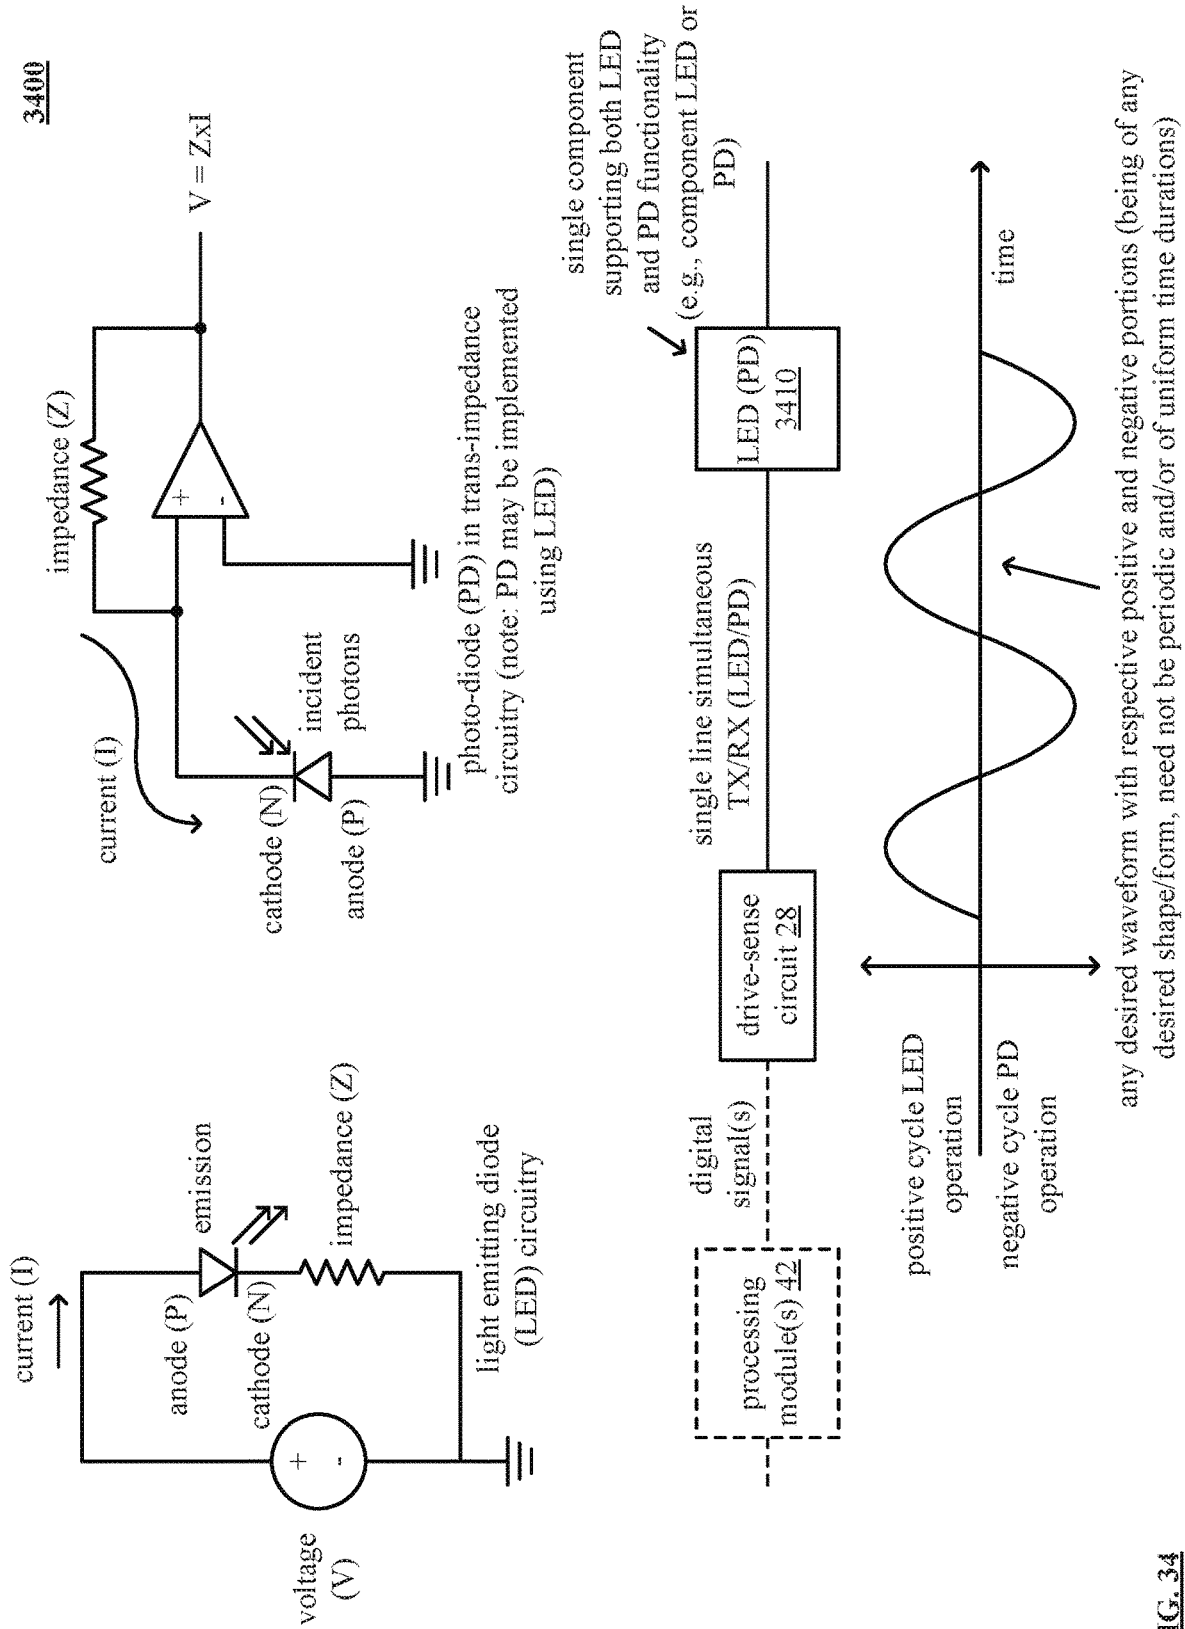 3400
current (I)
anode (P)
emission
cathode (N)
impedance (Z)
voltage
(V)
+
-
light emitting diode
(LED) circuitry
impedance (Z)
current (I)
+
-
V = ZxI
cathode (N)
anode (P)
incident
photons
photo-diode (PD) in trans-impedance
circuitry (note: PD may be implemented
using LED)
processing
module(s) 42
digital
signal(s)
drive-sense
circuit 28
single line simultaneous
TX/RX (LED/PD)
LED (PD)
3410
single component
supporting both LED
and PD functionality
(e.g., component LED or
PD)
positive cycle LED
operation
negative cycle PD
operation
time
any desired waveform with respective positive and negative portions (being of any
desired shape/form, need not be periodic and/or of uniform time durations)
IG. 34